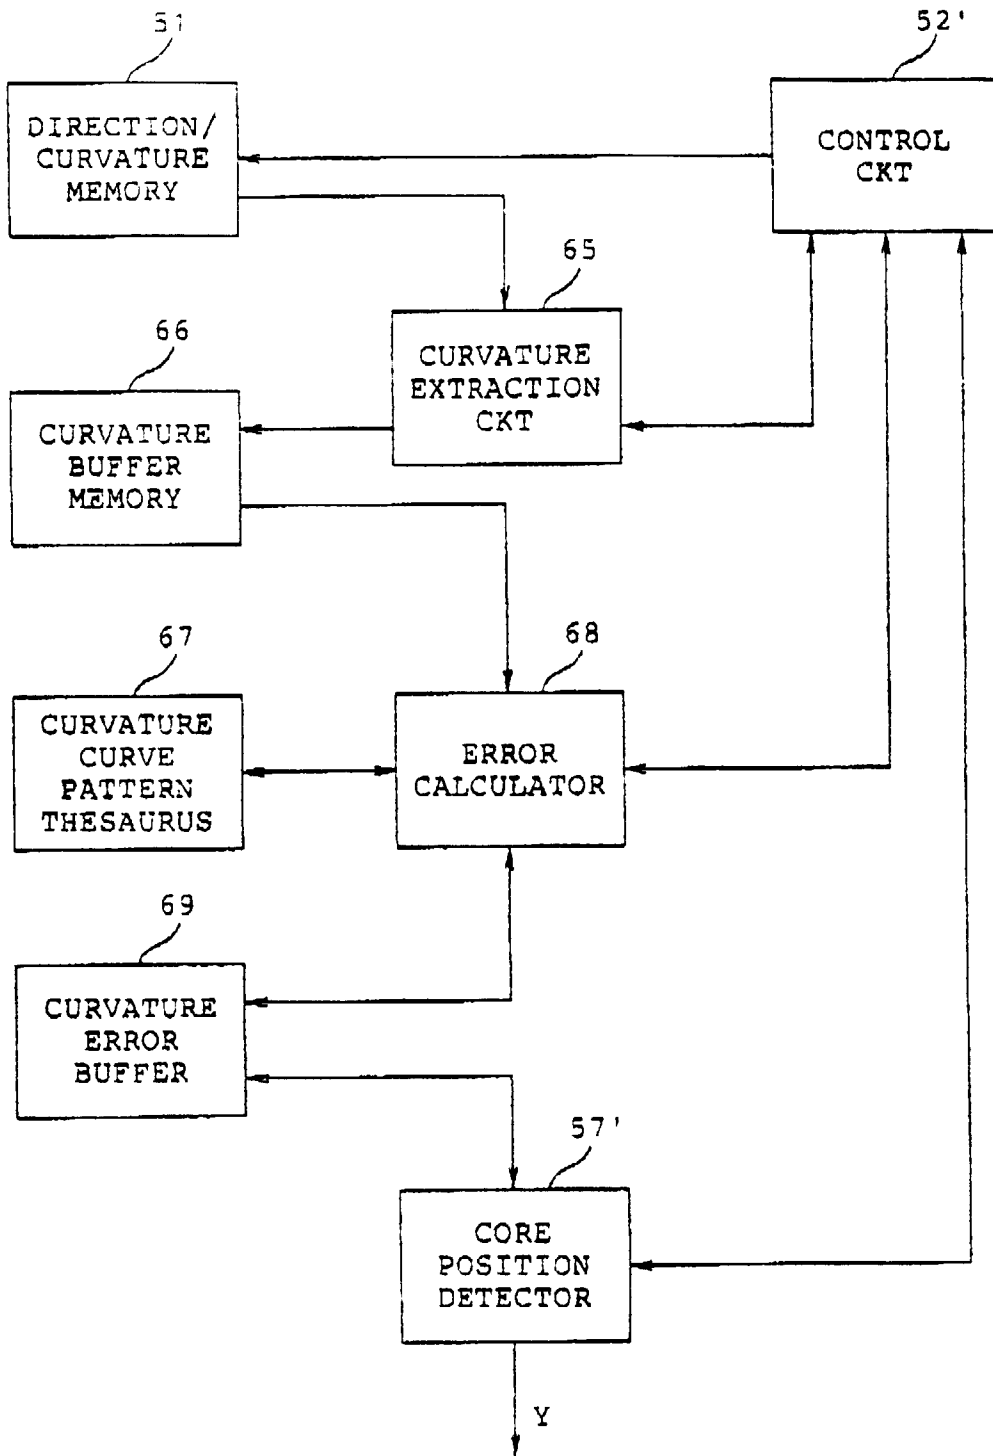 51
52'
DIRECTION/
CURVATURE
MEMORY
CONTROL
CKT
65
66
CURVATURE
EXTRACTION
CKT
CURVATURE
BUFFER
MEMORY
67
68
CURVATURE
CURVE
PATTERN
THESAURUS
ERROR
CALCULATOR
69
CURVATURE
ERROR
BUFFER
57'
CORE
POSITION
DETECTOR
Y